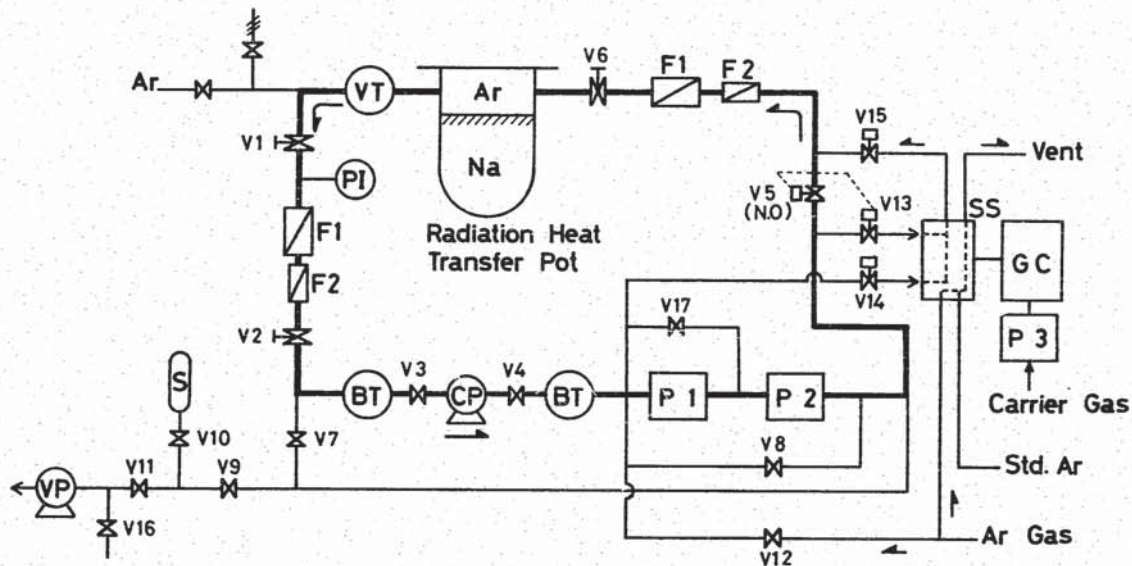 V6
F1
F2
Ar
VT
Ar
V15
V1
Vent
PI
Na
V5
(N.O)
V13
SS
F1
Radiation Heat
Transfer Pot
GC
F2
V14
V17
V2
P 3
S
BT
V3
CP
V4
BT
P 1
P 2
Carrier Gas
V10
V7
V8
V11
V9
Std. Ar
VP
V16
V12
Ar Gas